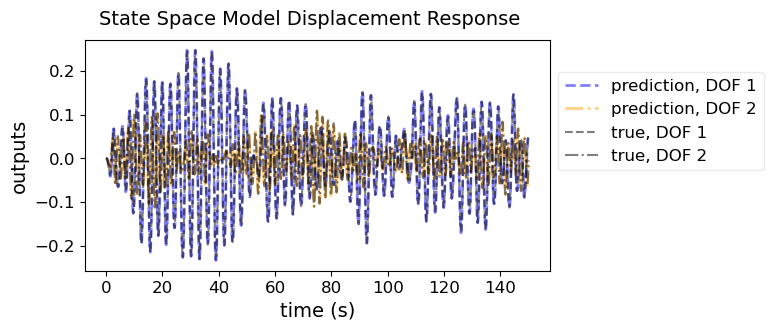 State Space Model Displacement Response
outputs
0.2
0.1
0.0
−0.1
−0.2
0
20
40
60
80
100
120
140
time (s)
prediction, DOF 1
prediction, DOF 2
true, DOF 1
true, DOF 2